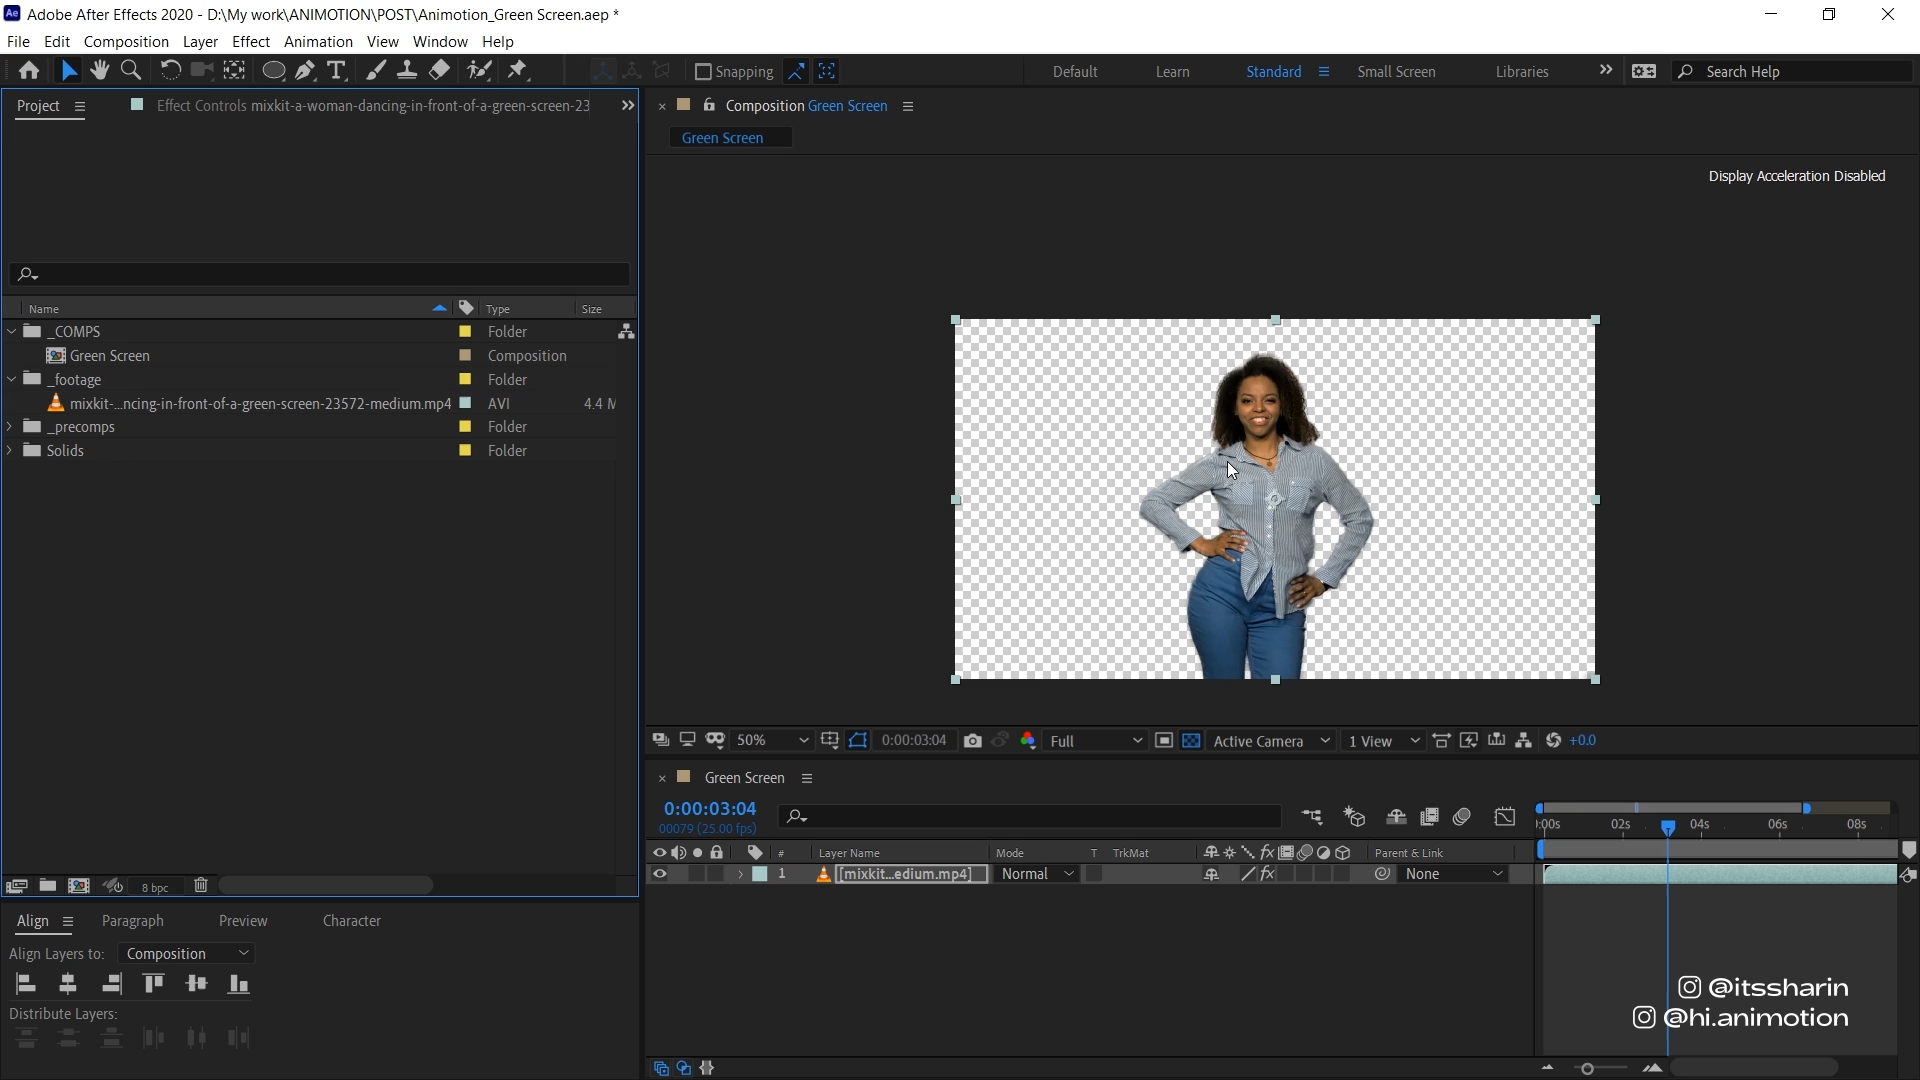 Adobe After Effects 2020 - D:\My work\ANIMOTION\POST\Animotion_Green Screen.aep *
File Edit Composition Layer Effect Animation View Window Help
Snapping
Default Learn Standard Small Screen Libraries
Search Help
Project
Effect Controls mixkit-a-woman-dancing-in-front-of-a-green-screen-23
Composition Green Screen
Green Screen
Display Acceleration Disabled
Name Type Size
_COMPS Folder
Green Screen Composition
_footage Folder
mixkit-...ncing-in-front-of-a-green-screen-23572-medium.mp4 AVI 4.4 M
_precomps Folder
Solids Folder
50% 0:00:03:04 Full Active Camera 1 View +0.0
Green Screen
0:00:03:04
00079 (25.00 fps)
:00s 02s 04s 06s 08s
# Layer Name Mode T TrkMat Parent & Link
1 [mixkit...edium.mp4] Normal None
8 bpc
Align Paragraph Preview Character
Align Layers to: Composition
Distribute Layers:
@itssharin
@hi.animotion